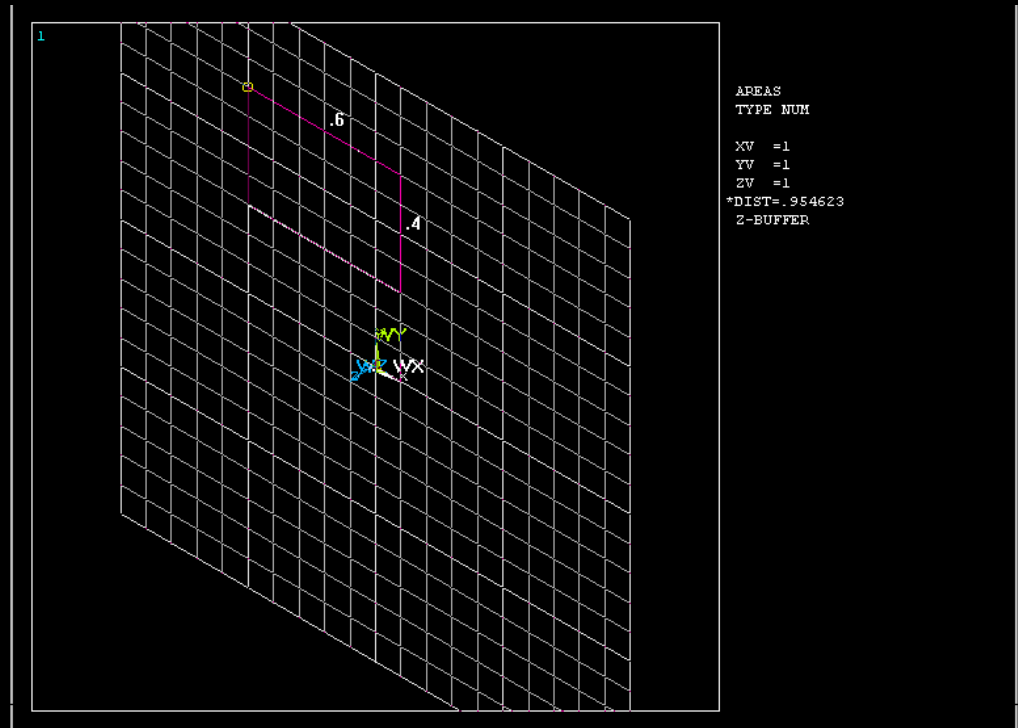 1
AREAS
TYPE NUM
XV =1
YV =1
ZV =1
*DIST=.954623
Z-BUFFER
.6
.4
WY
WZ WX
Z X